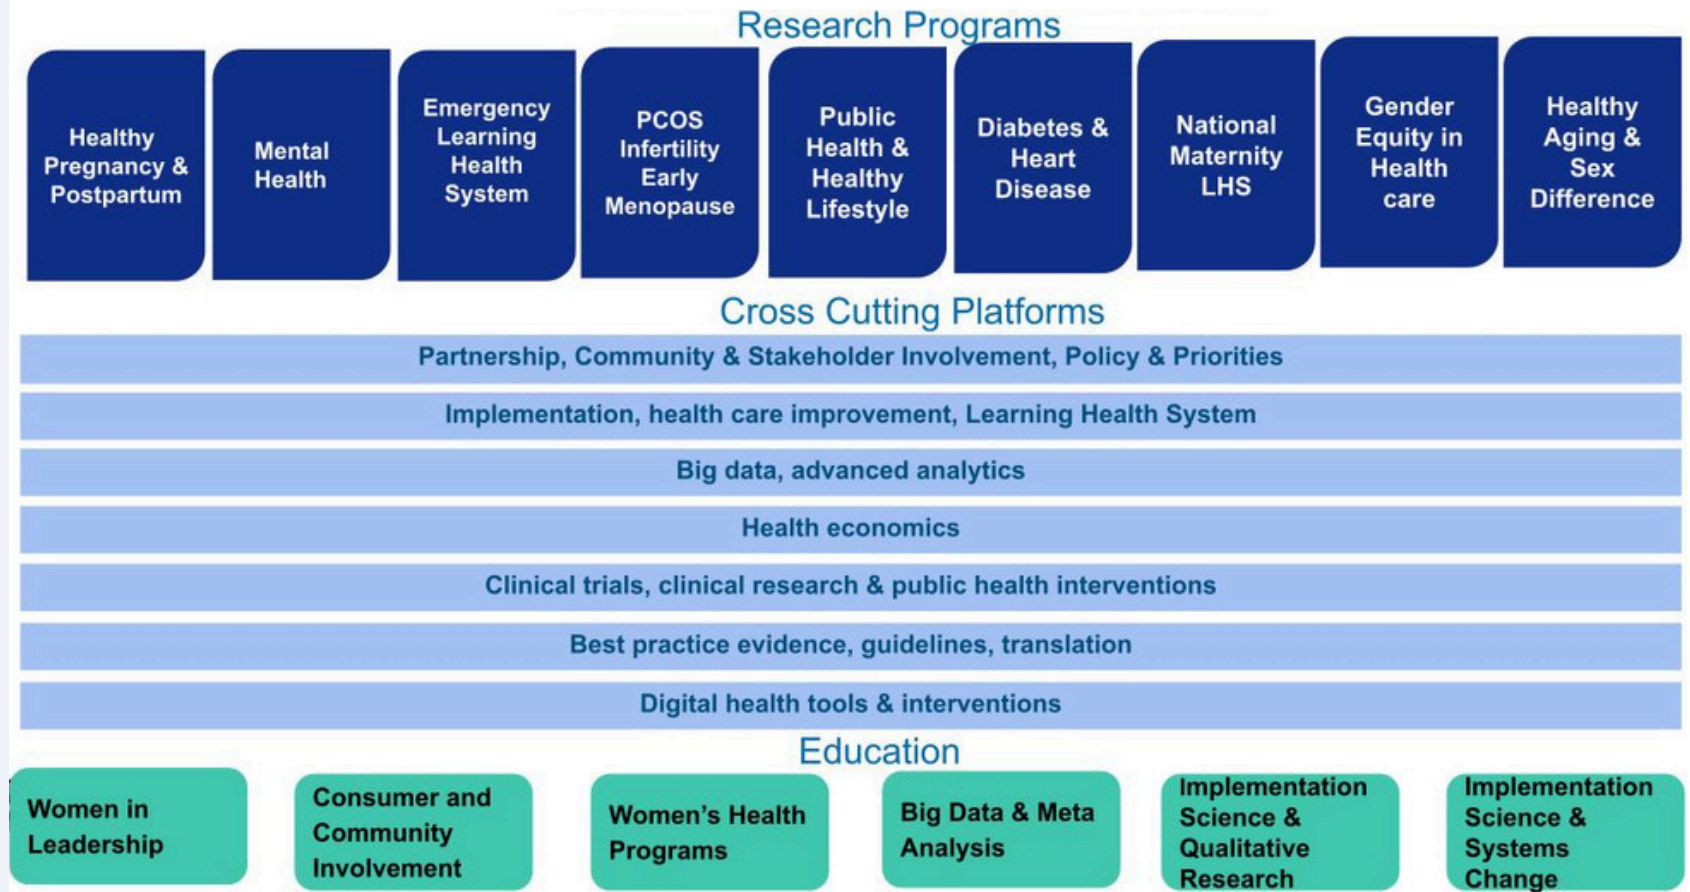 Research Programs
Healthy
Pregnancy &
Postpartum
Mental
Health
Emergency
Learning
Health
System
PCOS
Infertility
Early
Menopause
Public
Health &
Healthy
Lifestyle
Diabetes &
Heart
Disease
National
Maternity
LHS
Gender
Equity in
Health
care
Healthy
Aging &
Sex
Difference
Cross Cutting Platforms
Partnership, Community & Stakeholder Involvement, Policy & Priorities
Implementation, health care improvement, Learning Health System
Big data, advanced analytics
Health economics
Clinical trials, clinical research & public health interventions
Best practice evidence, guidelines, translation
Digital health tools & interventions
Education
Women in
Leadership
Consumer and
Community
Involvement
Women’s Health
Programs
Big Data & Meta
Analysis
Implementation
Science &
Qualitative
Research
Implementation
Science &
Systems
Change